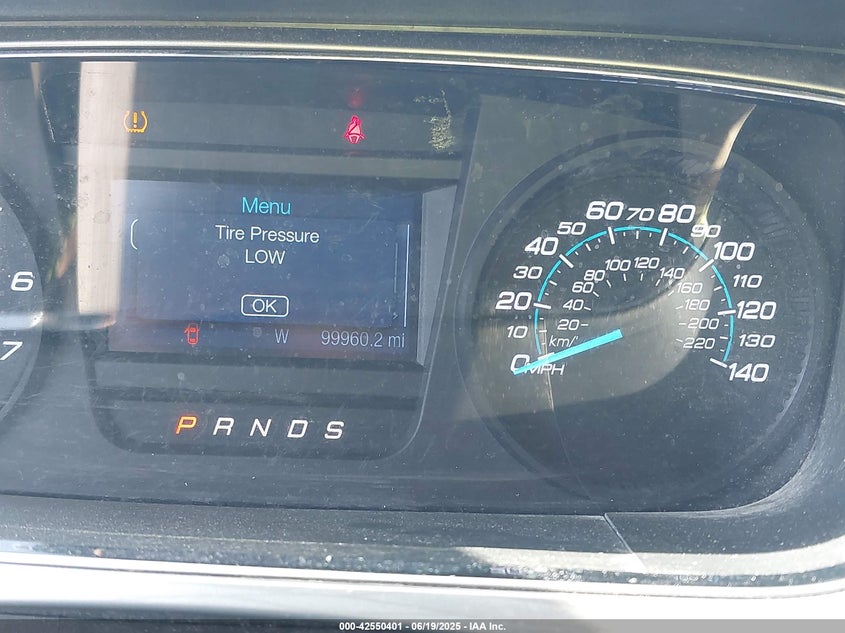 Menu
Tire Pressure
LOW
OK
W 99960.2 mi
P R N D S
6
7
0 10 20 30 40 50 60 70 80 90 100 110 120 130 140
MPH
20 40 60 80 100 120 140 160 180 200 220
km/
000-42550401 - 06/19/2025 - IAA Inc.